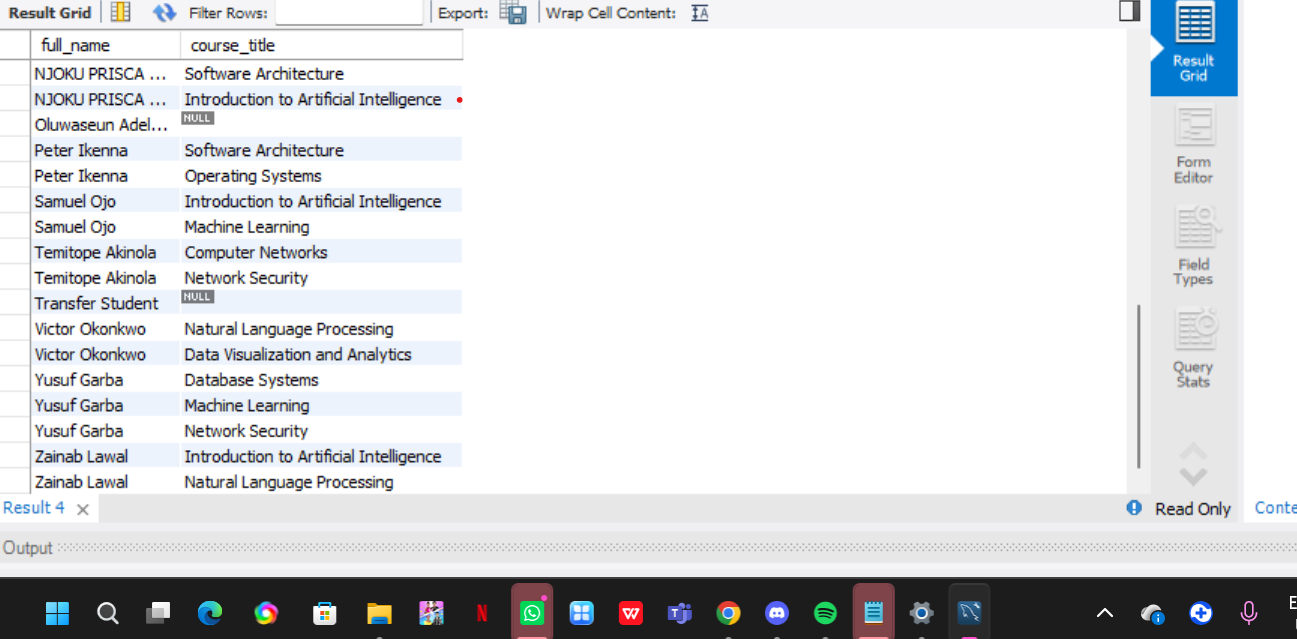 Result Grid Filter Rows: Export: Wrap Cell Content: IA
full_name course_title
NJOKU PRISCA ... Software Architecture
NJOKU PRISCA ... Introduction to Artificial Intelligence
Oluwaseun Adel... NULL
Peter Ikenna Software Architecture
Peter Ikenna Operating Systems
Samuel Ojo Introduction to Artificial Intelligence
Samuel Ojo Machine Learning
Temitope Akinola Computer Networks
Temitope Akinola Network Security
Transfer Student NULL
Victor Okonkwo Natural Language Processing
Victor Okonkwo Data Visualization and Analytics
Yusuf Garba Database Systems
Yusuf Garba Machine Learning
Yusuf Garba Network Security
Zainab Lawal Introduction to Artificial Intelligence
Zainab Lawal Natural Language Processing
Result
Grid
Form
Editor
Field
Types
Query
Stats
Result 4 Read Only Conte
Output